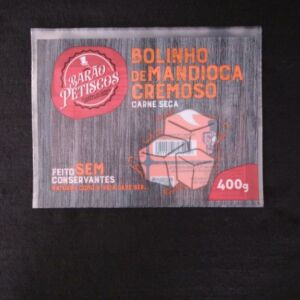 BARÃO
PETISCOS
BOLINHO
DE MANDIOCA
CREMOSO
CARNE SECA
FEITO SEM
CONSERVANTES
400g